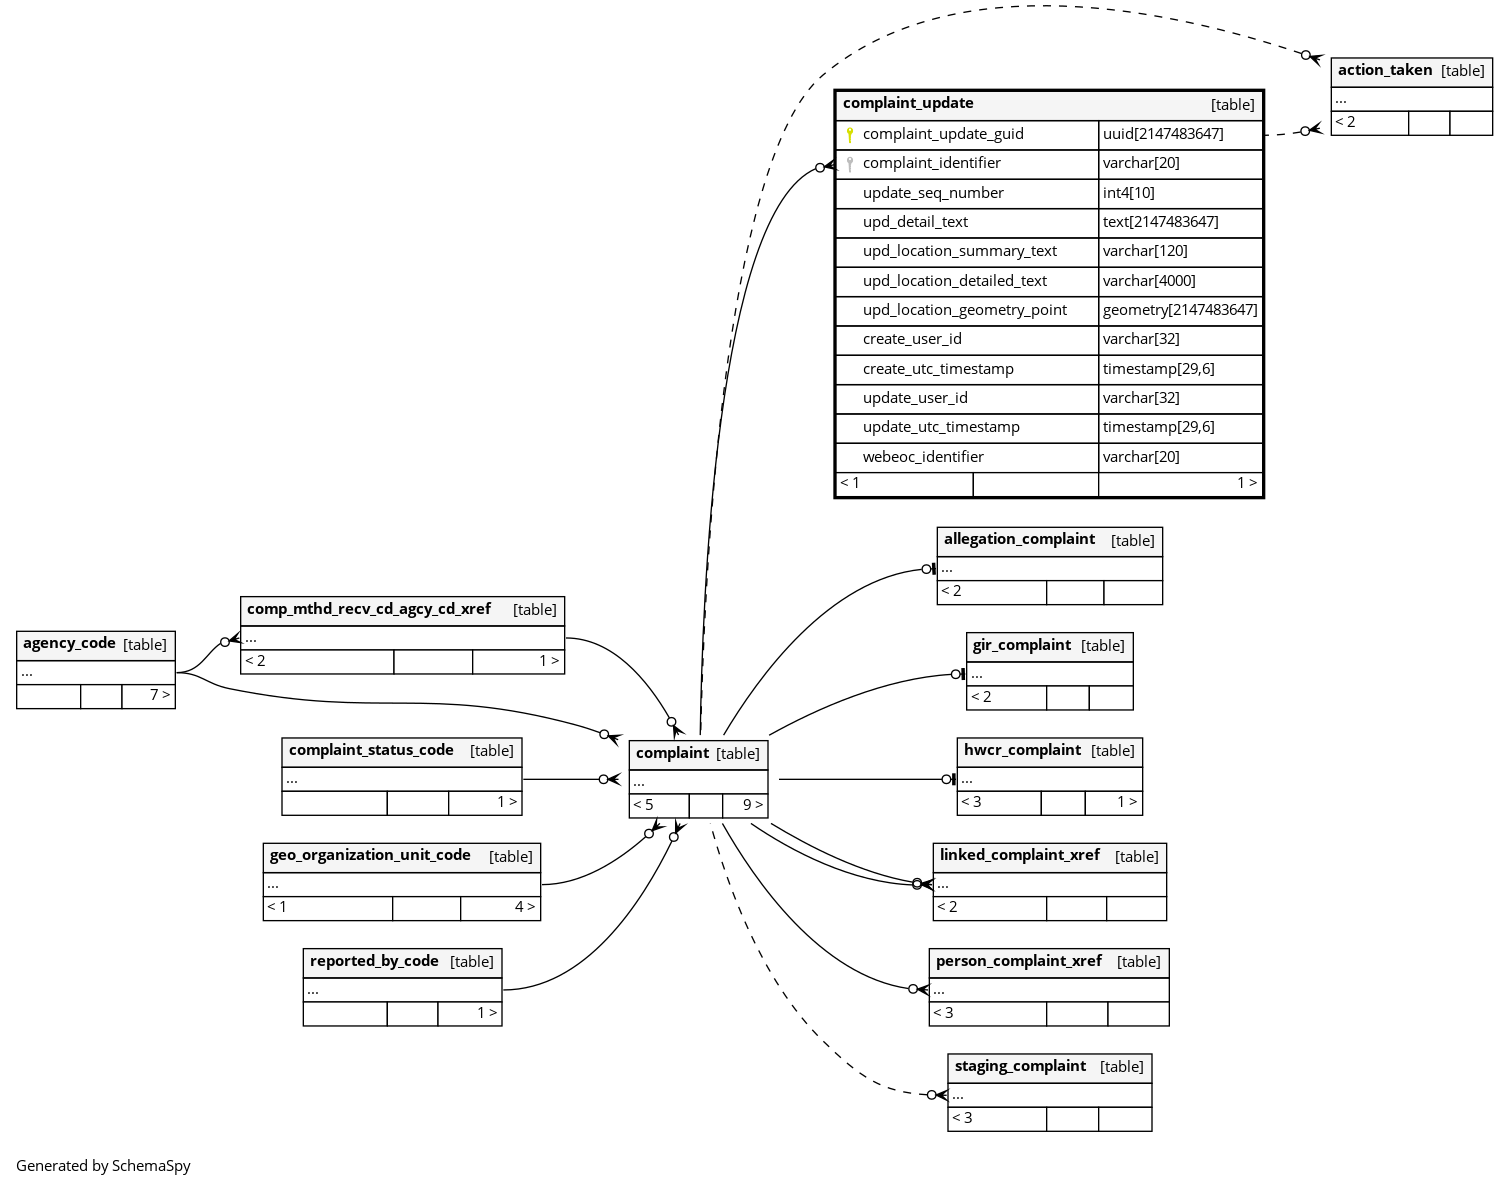 action_taken [table]
...
< 2
complaint_update [table]
complaint_update_guid uuid[2147483647]
complaint_identifier varchar[20]
update_seq_number int4[10]
upd_detail_text text[2147483647]
upd_location_summary_text varchar[120]
upd_location_detailed_text varchar[4000]
upd_location_geometry_point geometry[2147483647]
create_user_id varchar[32]
create_utc_timestamp timestamp[29,6]
update_user_id varchar[32]
update_utc_timestamp timestamp[29,6]
webeoc_identifier varchar[20]
< 1 1 >
allegation_complaint [table]
...
< 2
comp_mthd_recv_cd_agcy_cd_xref [table]
...
< 2 1 >
agency_code [table]
...
7 >
gir_complaint [table]
...
< 2
complaint_status_code [table]
...
1 >
complaint [table]
...
< 5 9 >
hwcr_complaint [table]
...
< 3 1 >
geo_organization_unit_code [table]
...
< 1 4 >
linked_complaint_xref [table]
...
< 2
reported_by_code [table]
...
1 >
person_complaint_xref [table]
...
< 3
staging_complaint [table]
...
< 3
Generated by SchemaSpy